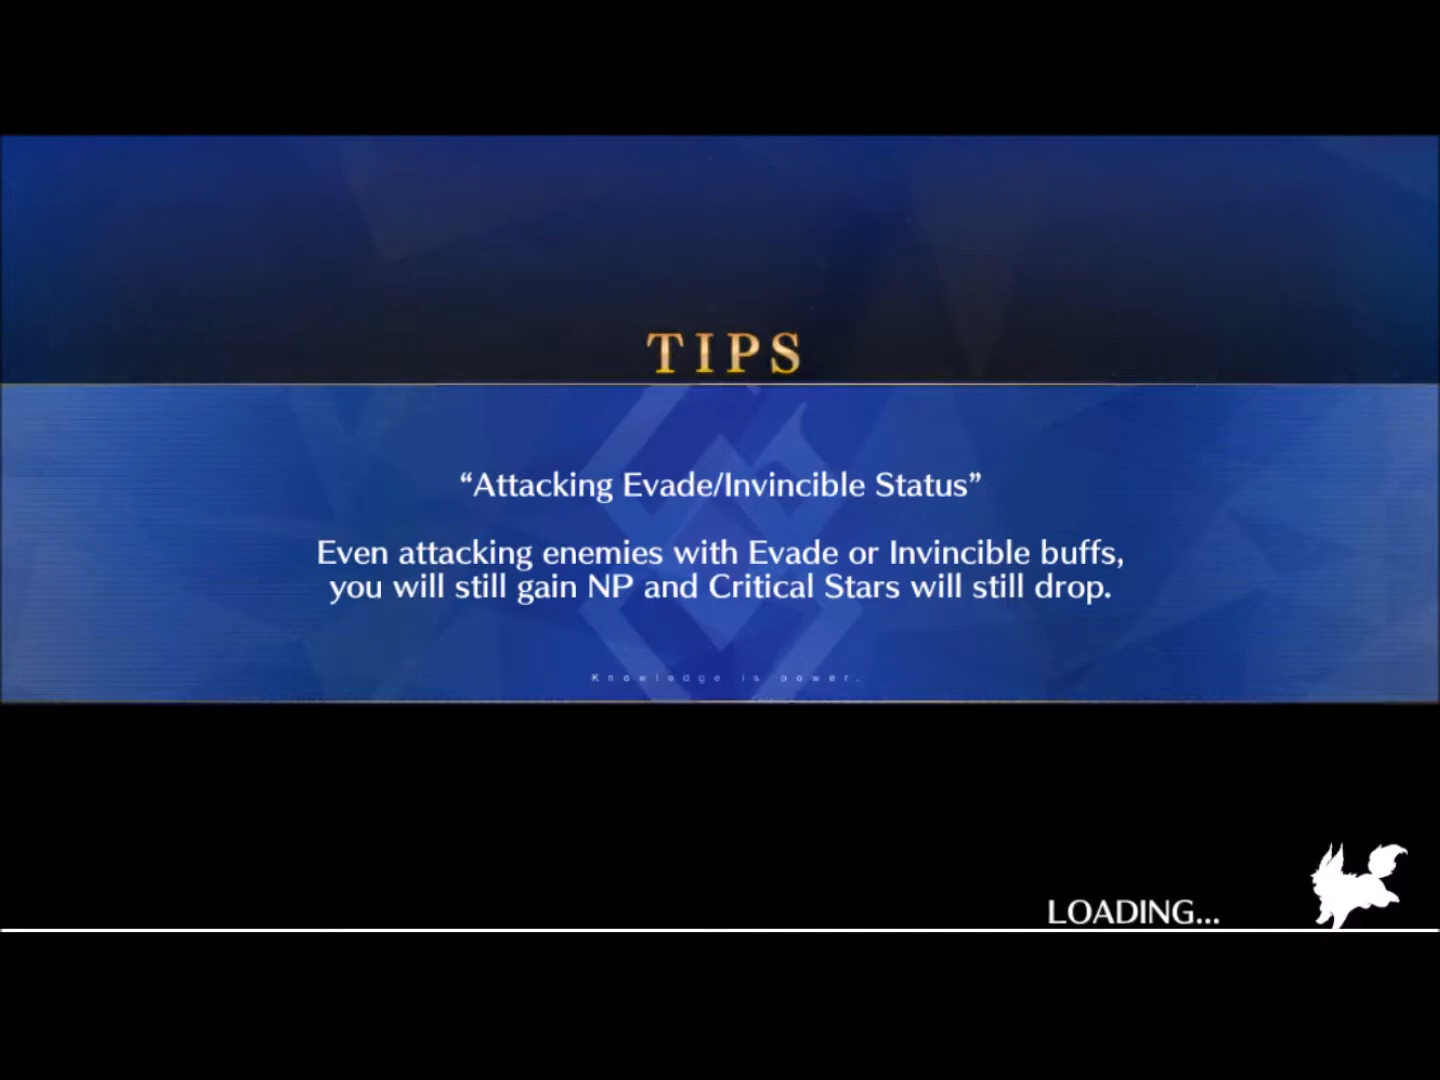 TIPS
“Attacking Evade/Invincible Status”
Even attacking enemies with Evade or Invincible buffs,
you will still gain NP and Critical Stars will still drop.
Knowledge is power.
LOADING...